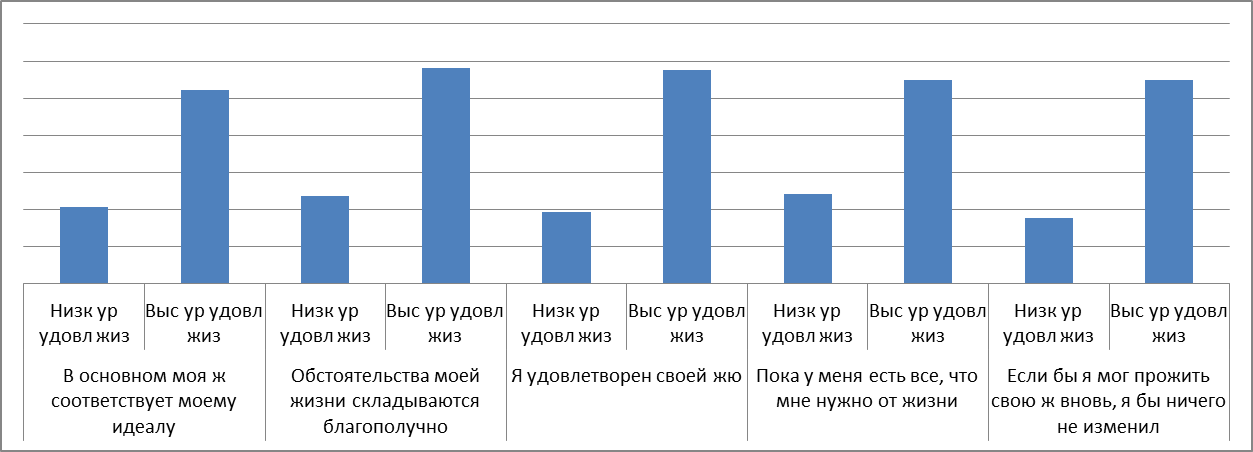 Низк ур
удовл жиз
Выс ур удовл
жиз
Низк ур
удовл жиз
Выс ур удовл
жиз
Низк ур
удовл жиз
Выс ур удовл
жиз
Низк ур
удовл жиз
Выс ур удовл
жиз
Низк ур
удовл жиз
Выс ур удовл
жиз
В основном моя ж
соответствует моему
идеалу
Обстоятельства моей
жизни складываются
благополучно
Я удовлетворен своей жю
Пока у меня есть все, что
мне нужно от жизни
Если бы я мог прожить
свою ж вновь, я бы ничего
не изменил